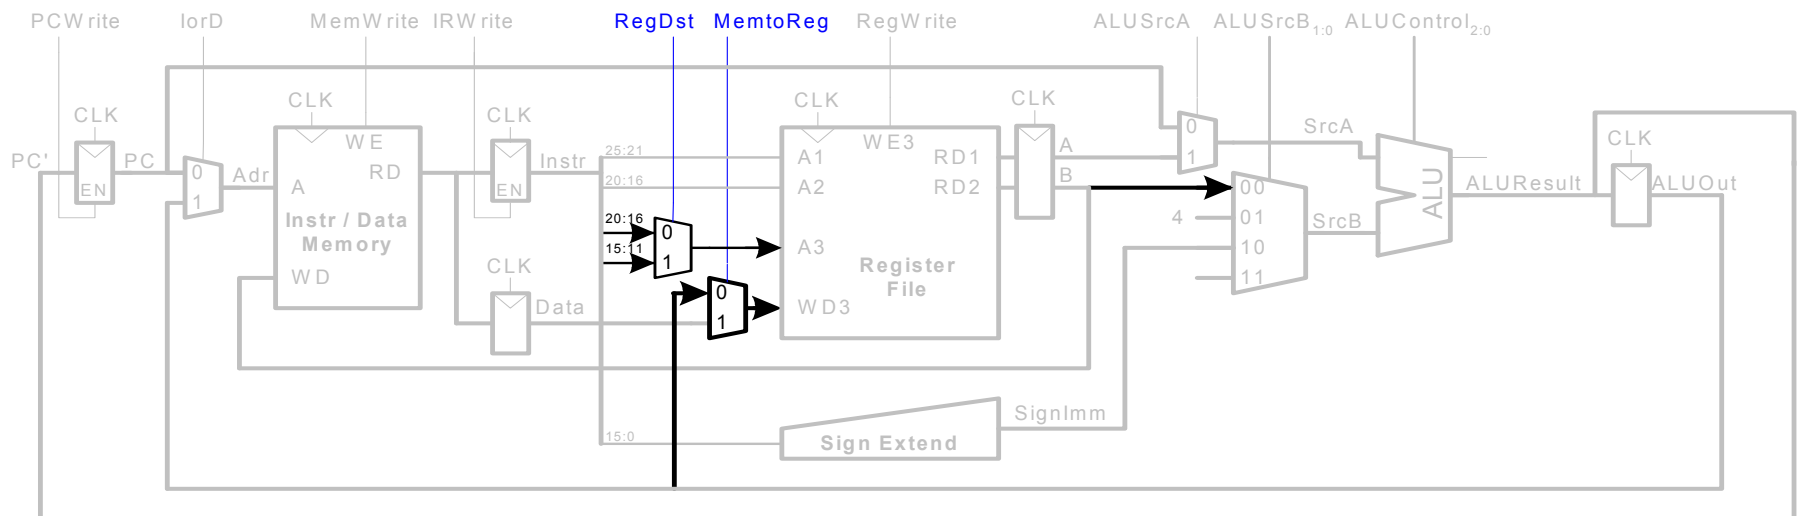 PCWrite IorD MemWrite IRWrite RegDst MemtoReg RegWrite ALUSrcA ALUSrcB1:0 ALUControl2:0
CLK CLK CLK CLK CLK CLK
PC' EN PC 0 1 Adr
A WE RD
Instr / Data
Memory
WD
EN Instr
CLK
Data
25:21
20:16
20:16
15:11
15:0
0
1
0
1
A1 WE3 RD1
A2 RD2
A3
Register
File
WD3
A
B
0
1
SrcA
00
4 01
10
11
SrcB
ALU
ALUResult
ALUOut
SignImm
Sign Extend